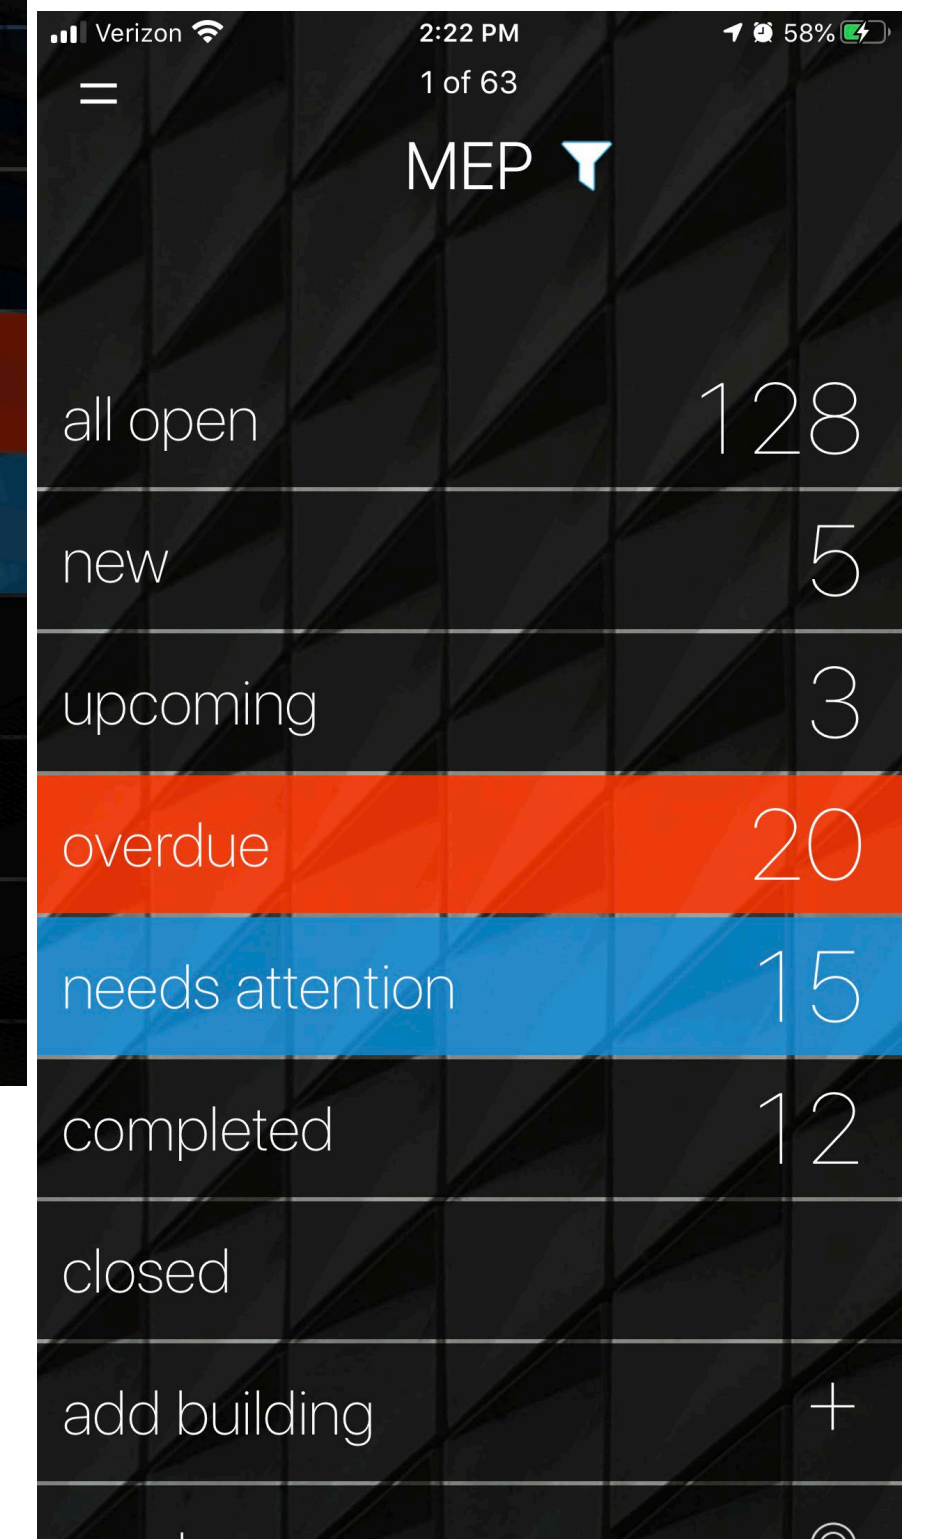 Verizon 2:22 PM 58%
1 of 63
MEP
all open 128
new 5
upcoming 3
overdue 20
needs attention 15
completed 12
closed
add building +